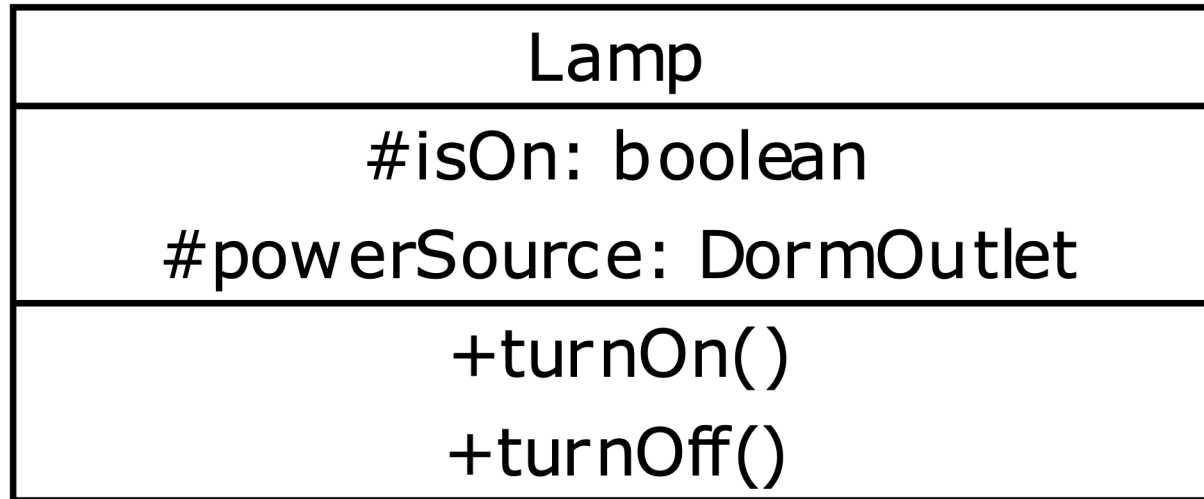 Lamp
#isOn: boolean
#powerSource: DormOutlet
+turnOn()
+turnOff()